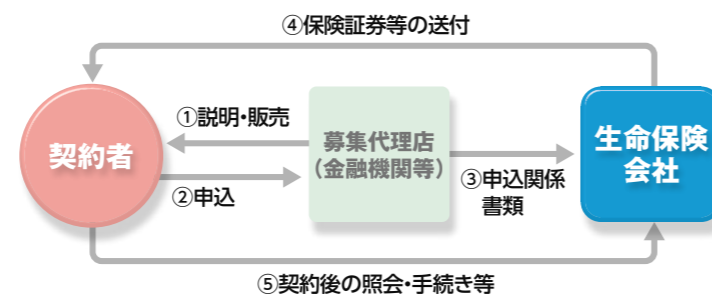 ④保険証券等の送付
①説明・販売
契約者
募集代理店
(金融機関等)
生命保険
会社
②申込
③申込関係
書類
⑤契約後の照会・手続き等